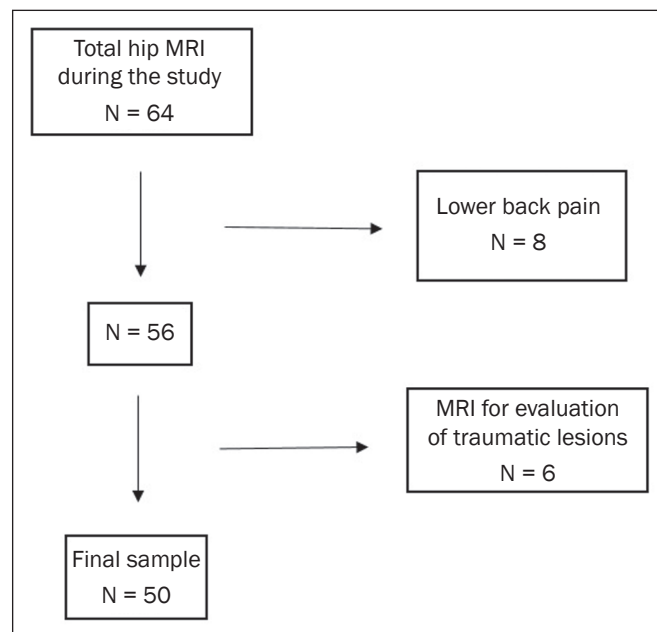 Total hip MRI
during the study
N = 64
Lower back pain
N = 8
N = 56
MRI for evaluation
of traumatic lesions
N = 6
Final sample
N = 50